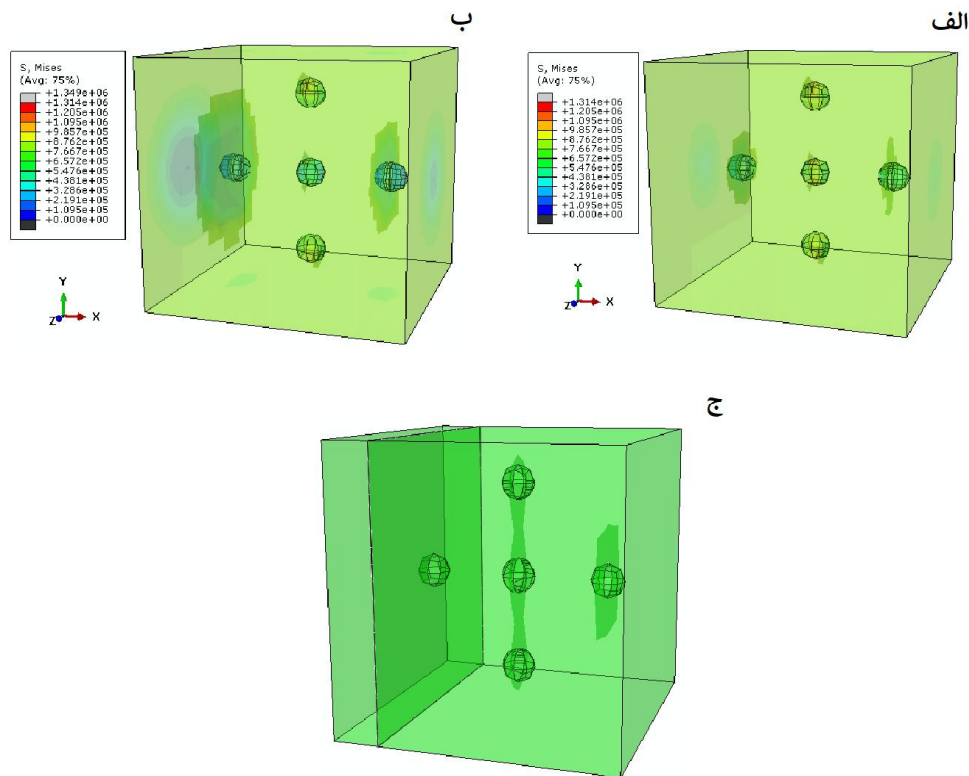 الف
S, Mises
(Avg: 75%)
+1.314e+06
+1.205e+06
+1.095e+06
+9.857e+05
+8.762e+05
+7.667e+05
+6.572e+05
+5.476e+05
+4.381e+05
+3.286e+05
+2.191e+05
+1.095e+05
+0.000e+00
Y
Z X
ب
S, Mises
(Avg: 75%)
+1.349e+06
+1.314e+06
+1.205e+06
+1.095e+06
+9.857e+05
+8.762e+05
+7.667e+05
+6.572e+05
+5.476e+05
+4.381e+05
+3.286e+05
+2.191e+05
+1.095e+05
+0.000e+00
Y
Z X
ج